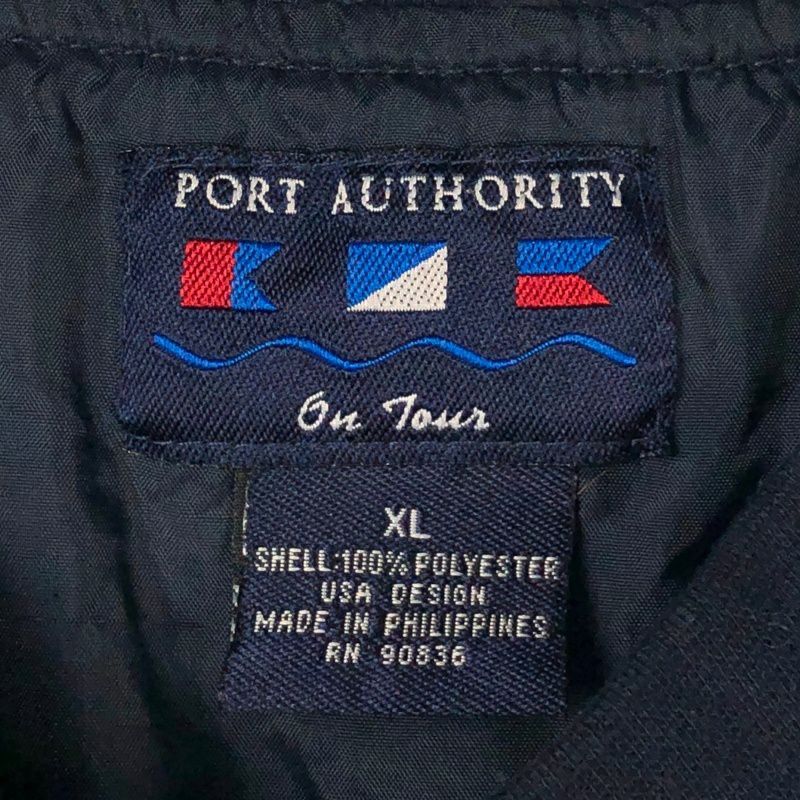 PORT AUTHORITY
On Tour
XL
SHELL:100% POLYESTER
USA DESIGN
MADE IN PHILIPPINES
RN 90836